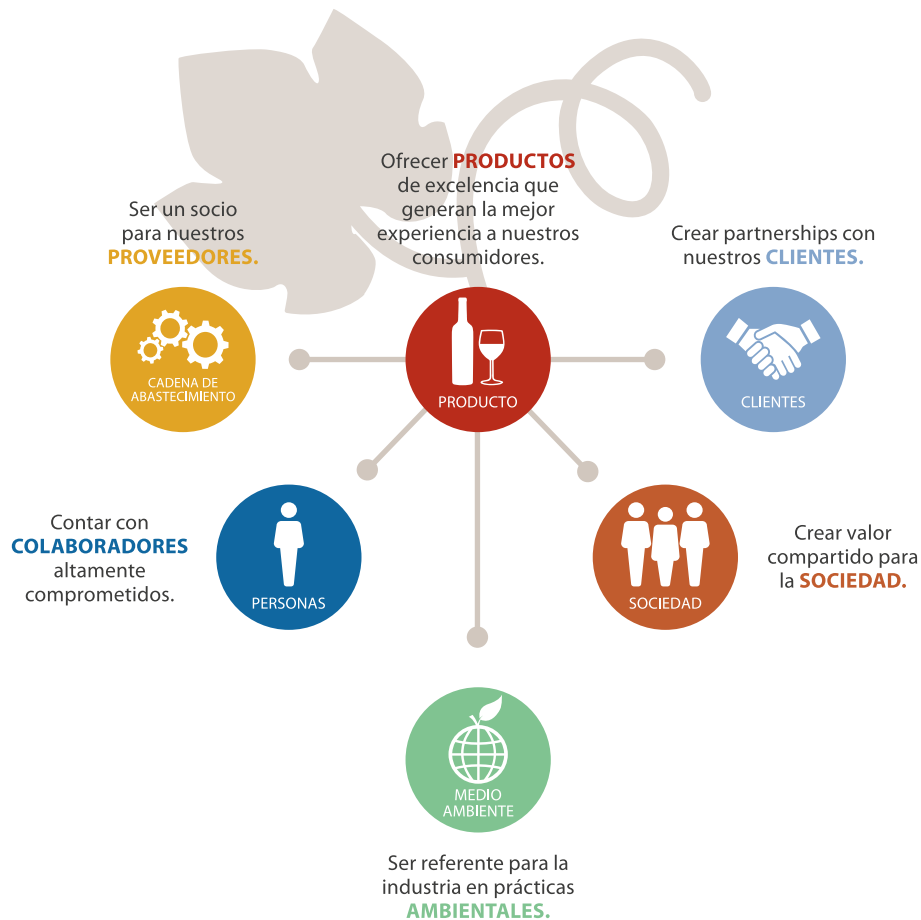 Ofrecer PRODUCTOS
de excelencia que
generan la mejor
experiencia a nuestros
consumidores.
Ser un socio
para nuestros
PROVEEDORES.
Crear partnerships con
nuestros CLIENTES.
CADENA DE
ABASTECIMIENTO
PRODUCTO
CLIENTES
Contar con
COLABORADORES
altamente
comprometidos.
PERSONAS
SOCIEDAD
Crear valor
compartido para
la SOCIEDAD.
MEDIO
AMBIENTE
Ser referente para la
industria en prácticas
AMBIENTALES.